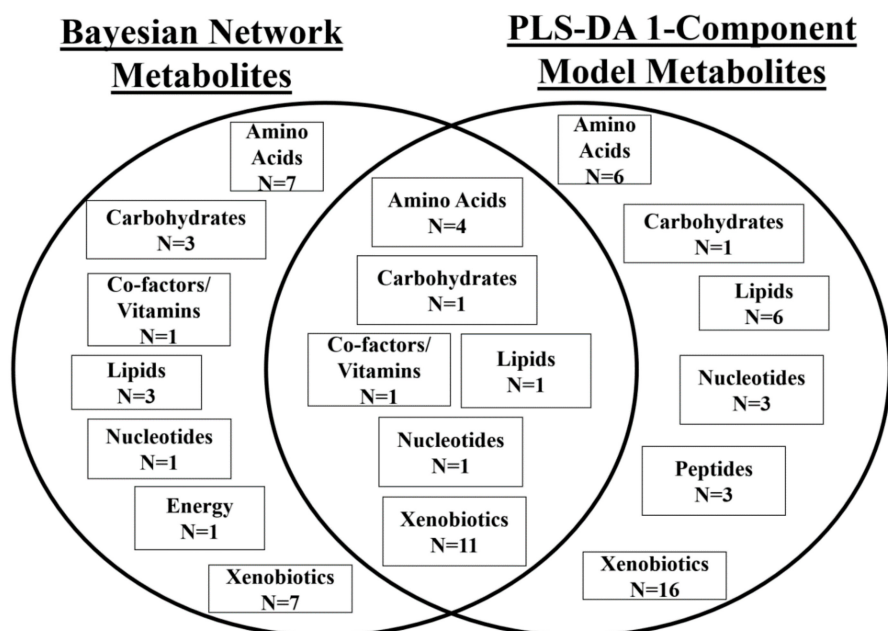 Bayesian Network
Metabolites
PLS-DA 1-Component
Model Metabolites
Amino
Acids
N=7
Carbohydrates
N=3
Co-factors/
Vitamins
N=1
Lipids
N=3
Nucleotides
N=1
Energy
N=1
Xenobiotics
N=7
Amino Acids
N=4
Carbohydrates
N=1
Co-factors/
Vitamins
N=1
Lipids
N=1
Nucleotides
N=1
Xenobiotics
N=11
Amino
Acids
N=6
Carbohydrates
N=1
Lipids
N=6
Nucleotides
N=3
Peptides
N=3
Xenobiotics
N=16